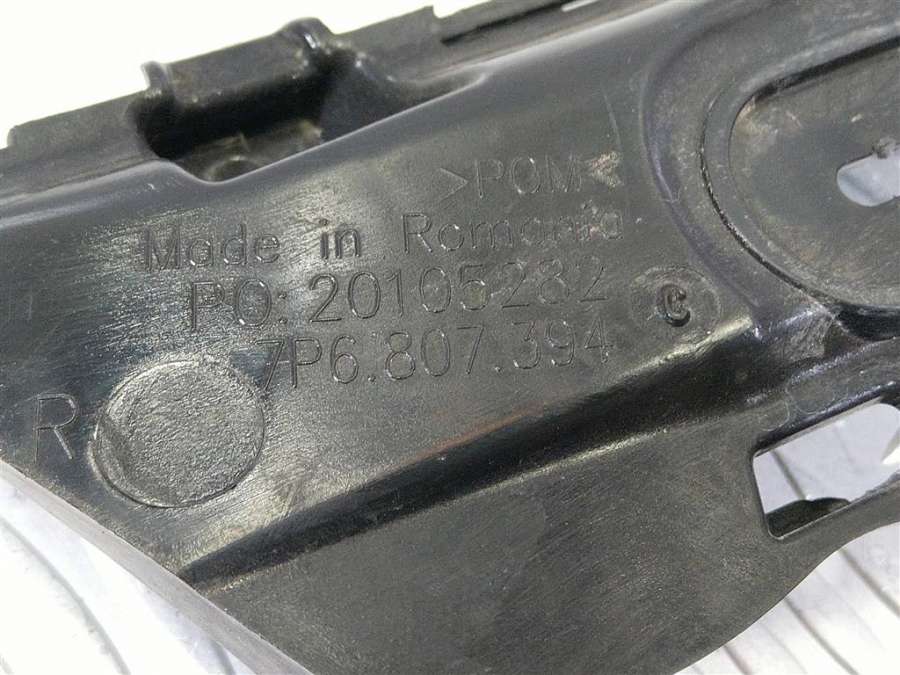 >POM<
Made in Romania
PO: 20105282
7P6.807.394
C
R